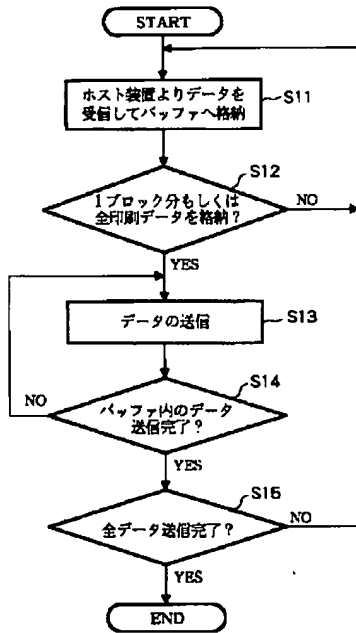 START
ホスト装置よりデータを
受信してバッファへ格納
S11
S12
1ブロック分もしくは
全印刷データを格納?
NO
YES
データの送信
S13
S14
バッファ内のデータ
送信完了?
NO
YES
S15
全データ送信完了?
NO
YES
END